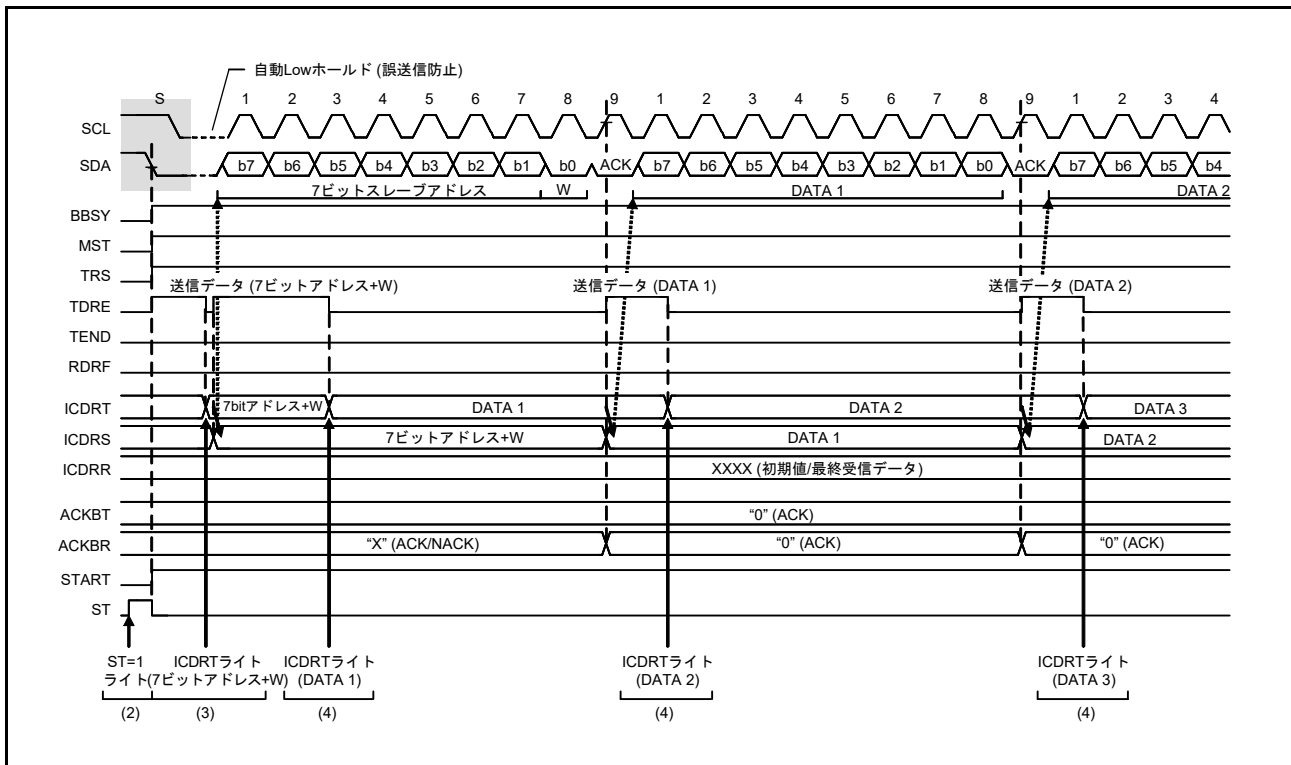 自動Lowホールド (誤送信防止)
S 1 2 3 4 5 6 7 8 9 1 2 3 4 5 6 7 8 9 1 2 3 4
SCL
SDA b7 b6 b5 b4 b3 b2 b1 b0 ACK b7 b6 b5 b4 b3 b2 b1 b0 ACK b7 b6 b5 b4
7ビットスレーブアドレス W DATA 1 DATA 2
BBSY
MST
TRS
送信データ (7ビットアドレス+W) 送信データ (DATA 1) 送信データ (DATA 2)
TDRE
TEND
RDRF
ICDRT 7bitアドレス+W DATA 1 DATA 2 DATA 3
ICDRS 7ビットアドレス+W DATA 1 DATA 2
ICDRR XXXX (初期値/最終受信データ)
ACKBT “0” (ACK)
ACKBR “X” (ACK/NACK) “0” (ACK) “0” (ACK)
START
ST
ST=1 ICDRTライト ICDRTライト ICDRTライト ICDRTライト
ライト (7ビットアドレス+W) (DATA 1) (DATA 2) (DATA 3)
(2) (3) (4) (4) (4)